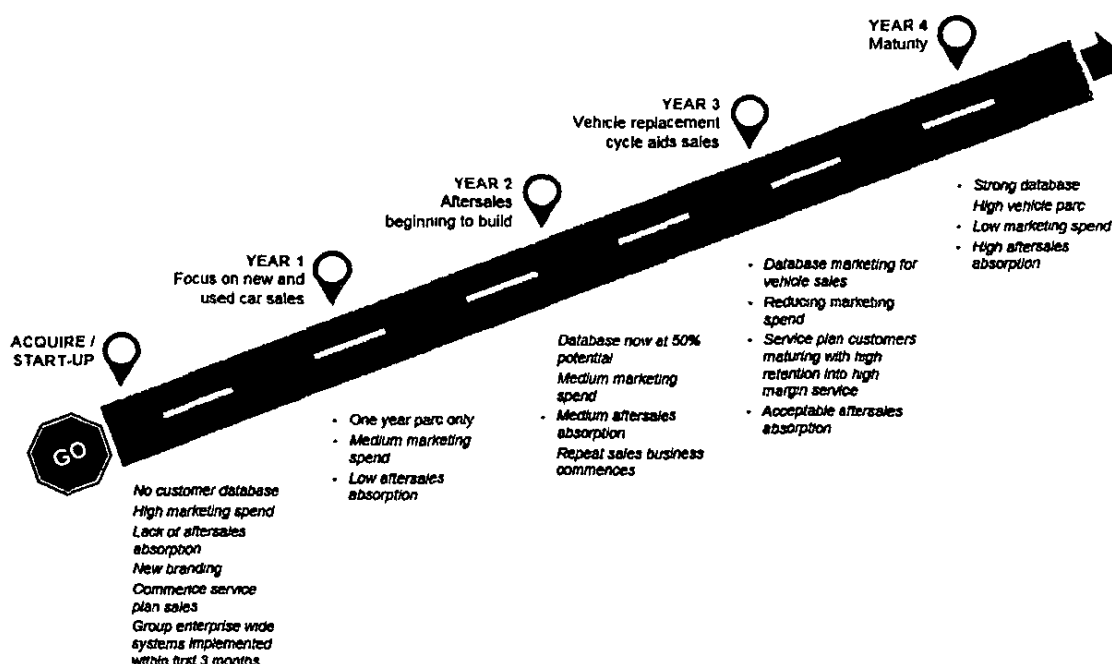 YEAR 4
Maturity
YEAR 3
Vehicle replacement
cycle aids sales
YEAR 2
Aftersales
beginning to build
YEAR 1
Focus on new and
used car sales
ACQUIRE /
START-UP
GO
No customer database
High marketing spend
Lack of aftersales
absorption
New branding
Commence service
plan sales
Group enterprise wide
systems implemented
within first 3 months
• One year parc only
• Medium marketing
spend
• Low aftersales
absorption
Database now at 50%
potential
Medium marketing
spend
• Medium aftersales
absorption
Repeat sales business
commences
• Database marketing for
vehicle sales
• Reducing marketing
spend
• Service plan customers
maturing with high
retention into high
margin service
• Acceptable aftersales
absorption
• Strong database
High vehicle parc
• Low marketing spend
• High aftersales
absorption